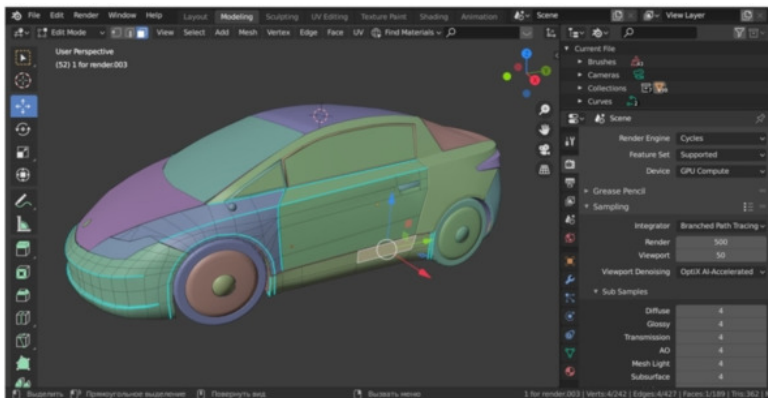 File Edit Render Window Help Layout Modeling Sculpting UV Editing Texture Paint Shading Animation Scene View Layer
Edit Mode View Select Add Mesh Vertex Edge Face UV Find Materials
User Perspective
(52) 1 for render.003
Current File
Brushes
Cameras
Collections
Curves
Scene
Render Engine Cycles
Feature Set Supported
Device GPU Compute
Grease Pencil
Sampling
Integrator Branched Path Tracing
Render 500
Viewport 50
Viewport Denoising OptiX AI-Accelerated
Sub Samples
Diffuse 4
Glossy 4
Transmission 4
AO 4
Mesh Light 4
Subsurface 4
Выделить Прямоугольное выделение Повернуть вид Вызвать меню 1 for render.003 | Verts:4/242 | Edges:4/427 | Faces:1/189 | Tris:362 |